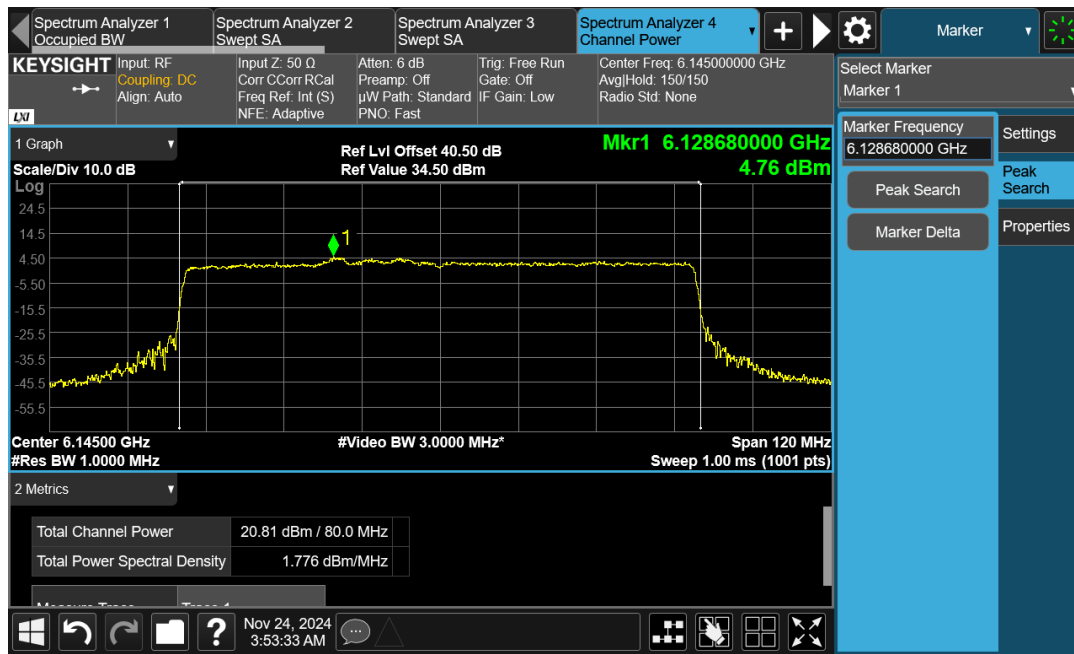 Spectrum Analyzer 1
Occupied BW
Spectrum Analyzer 2
Swept SA
Spectrum Analyzer 3
Swept SA
Spectrum Analyzer 4
Channel Power
Marker
KEYSIGHT
LXI
Input: RF
Coupling: DC
Align: Auto
Input Z: 50 Ω
Corr CCorr RCal
Freq Ref: Int (S)
NFE: Adaptive
Atten: 6 dB
Preamp: Off
µW Path: Standard
PNO: Fast
Trig: Free Run
Gate: Off
IF Gain: Low
Center Freq: 6.145000000 GHz
Avg|Hold: 150/150
Radio Std: None
Select Marker
Marker 1
Marker Frequency
6.128680000 GHz
Peak Search
Marker Delta
Settings
Peak
Search
Properties
1 Graph
Scale/Div 10.0 dB
Ref Lvl Offset 40.50 dB
Ref Value 34.50 dBm
Mkr1 6.128680000 GHz
4.76 dBm
Log
24.5
14.5
4.50
-5.50
-15.5
-25.5
-35.5
-45.5
-55.5
1
Center 6.14500 GHz
#Res BW 1.0000 MHz
#Video BW 3.0000 MHz*
Span 120 MHz
Sweep 1.00 ms (1001 pts)
2 Metrics
Total Channel Power 20.81 dBm / 80.0 MHz
Total Power Spectral Density 1.776 dBm/MHz
Nov 24, 2024
3:53:33 AM